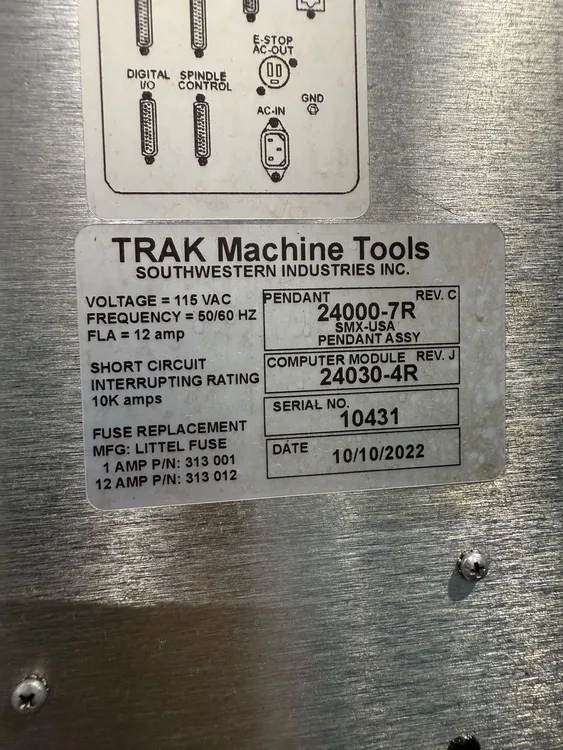 E-STOP
AC-OUT
DIGITAL
I/O
SPINDLE
CONTROL
AC-IN
GND
TRAK Machine Tools
SOUTHWESTERN INDUSTRIES INC.
VOLTAGE = 115 VAC
FREQUENCY = 50/60 HZ
FLA = 12 amp
SHORT CIRCUIT
INTERRUPTING RATING
10K amps
FUSE REPLACEMENT
MFG: LITTEL FUSE
1 AMP P/N: 313 001
12 AMP P/N: 313 012
PENDANT REV. C
24000-7R
SMX-USA
PENDANT ASSY
COMPUTER MODULE REV. J
24030-4R
SERIAL NO.
10431
DATE
10/10/2022